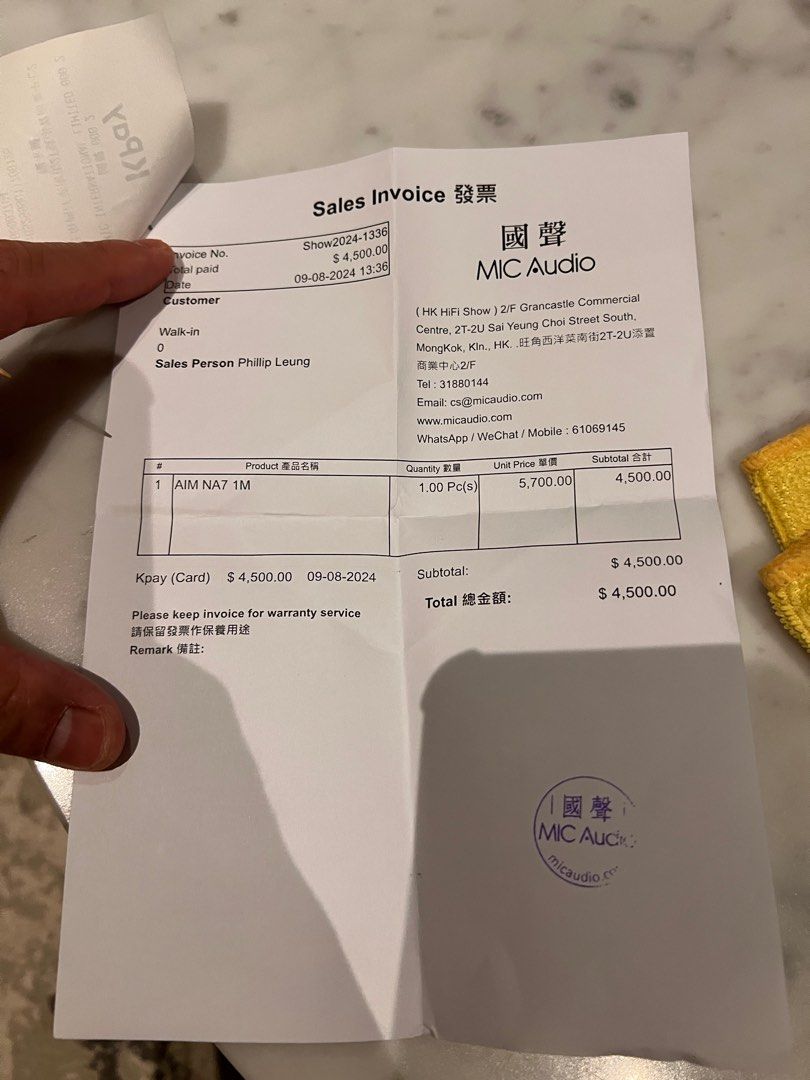 Kpay
Sales Invoice 發票
Invoice No. Show2024-1336
Total paid $ 4,500.00
Date 09-08-2024 13:36
Customer
Walk-in
0
Sales Person Phillip Leung
國聲
MIC Audio
( HK HiFi Show ) 2/F Grancastle Commercial
Centre, 2T-2U Sai Yeung Choi Street South,
MongKok, Kln., HK. .旺角西洋菜南街2T-2U添置
商業中心2/F
Tel : 31880144
Email: cs@micaudio.com
www.micaudio.com
WhatsApp / WeChat / Mobile : 61069145
# Product 產品名稱 Quantity 數量 Unit Price 單價 Subtotal 合計
1 AIM NA7 1M 1.00 Pc(s) 5,700.00 4,500.00
Kpay (Card) $ 4,500.00 09-08-2024
Subtotal: $ 4,500.00
Total 總金額: $ 4,500.00
Please keep invoice for warranty service
請保留發票作保養用途
Remark 備註:
國聲
MIC Audio
micaudio.co